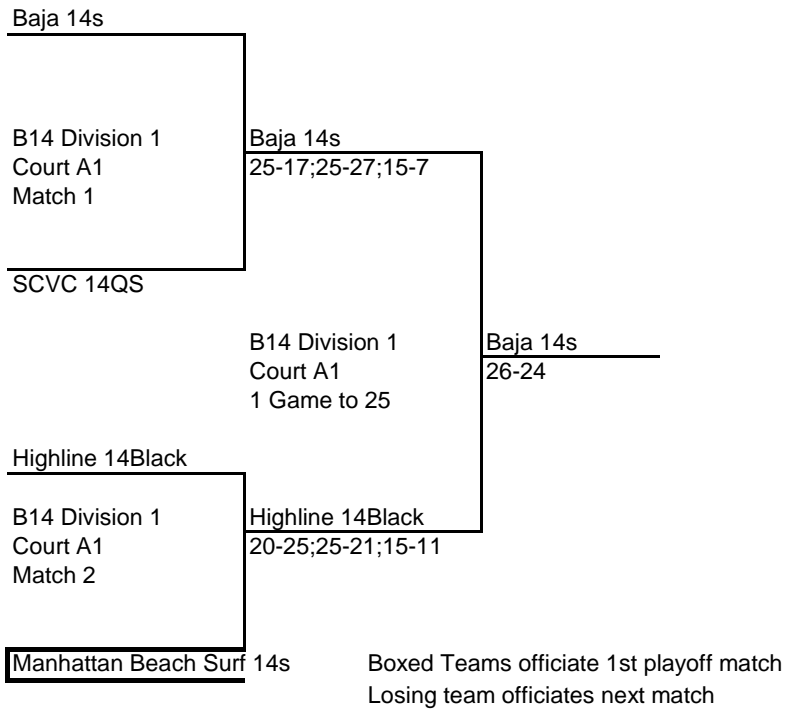 Baja 14s
B14 Division 1
Court A1
Match 1
Baja 14s
25-17;25-27;15-7
SCVC 14QS
B14 Division 1
Court A1
1 Game to 25
Baja 14s
26-24
Highline 14Black
B14 Division 1
Court A1
Match 2
Highline 14Black
20-25;25-21;15-11
Manhattan Beach Surf 14s
Boxed Teams officiate 1st playoff match
Losing team officiates next match